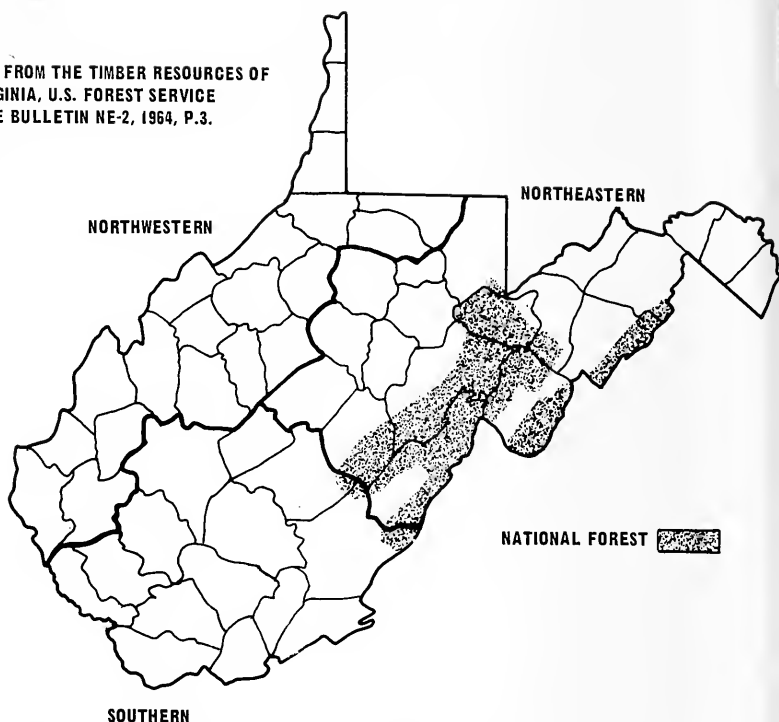 FROM THE TIMBER RESOURCES OF
GINIA, U.S. FOREST SERVICE
E BULLETIN NE-2, 1964, P.3.
NORTHEASTERN
NORTHWESTERN
NATIONAL FOREST
SOUTHERN